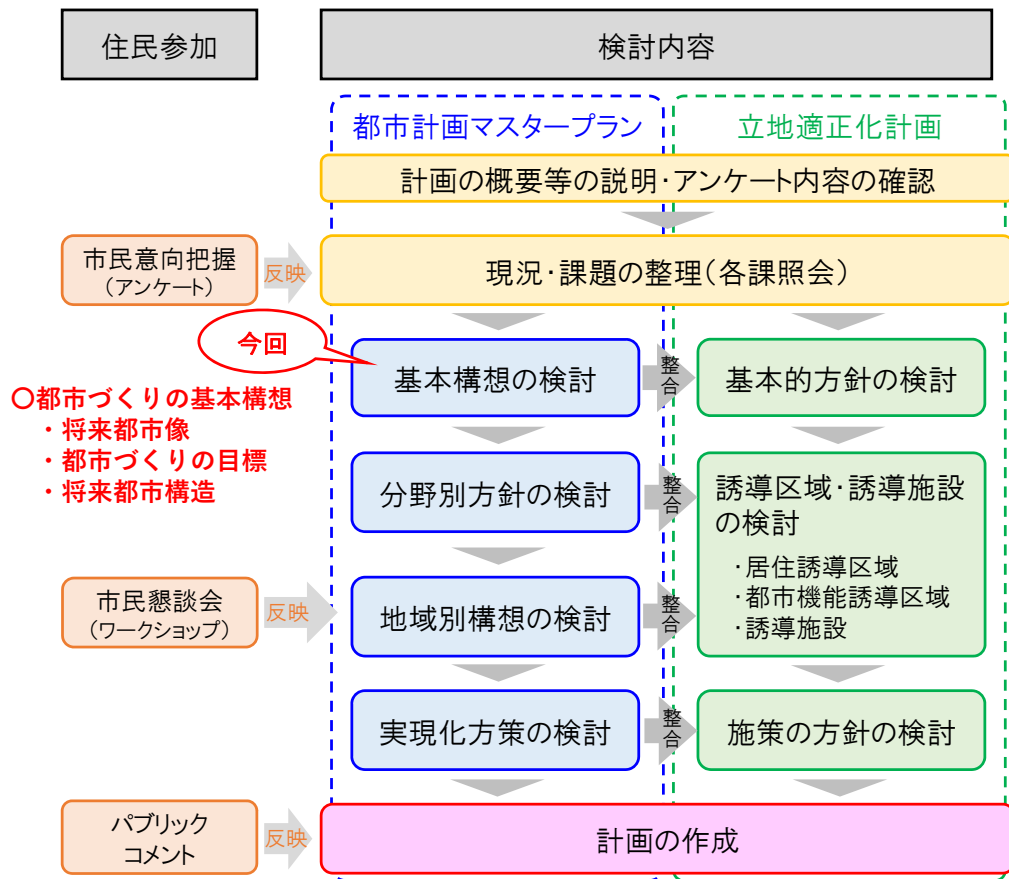 住民参加
検討内容
都市計画マスタープラン
立地適正化計画
計画の概要等の説明・アンケート内容の確認
市民意向把握
（アンケート）
反映
現況・課題の整理（各課照会）
今回
基本構想の検討
整合
基本的方針の検討
〇都市づくりの基本構想
・将来都市像
・都市づくりの目標
・将来都市構造
分野別方針の検討
整合
誘導区域・誘導施設
の検討
・居住誘導区域
・都市機能誘導区域
・誘導施設
市民懇談会
（ワークショップ）
反映
地域別構想の検討
整合
実現化方策の検討
整合
施策の方針の検討
パブリック
コメント
反映
計画の作成